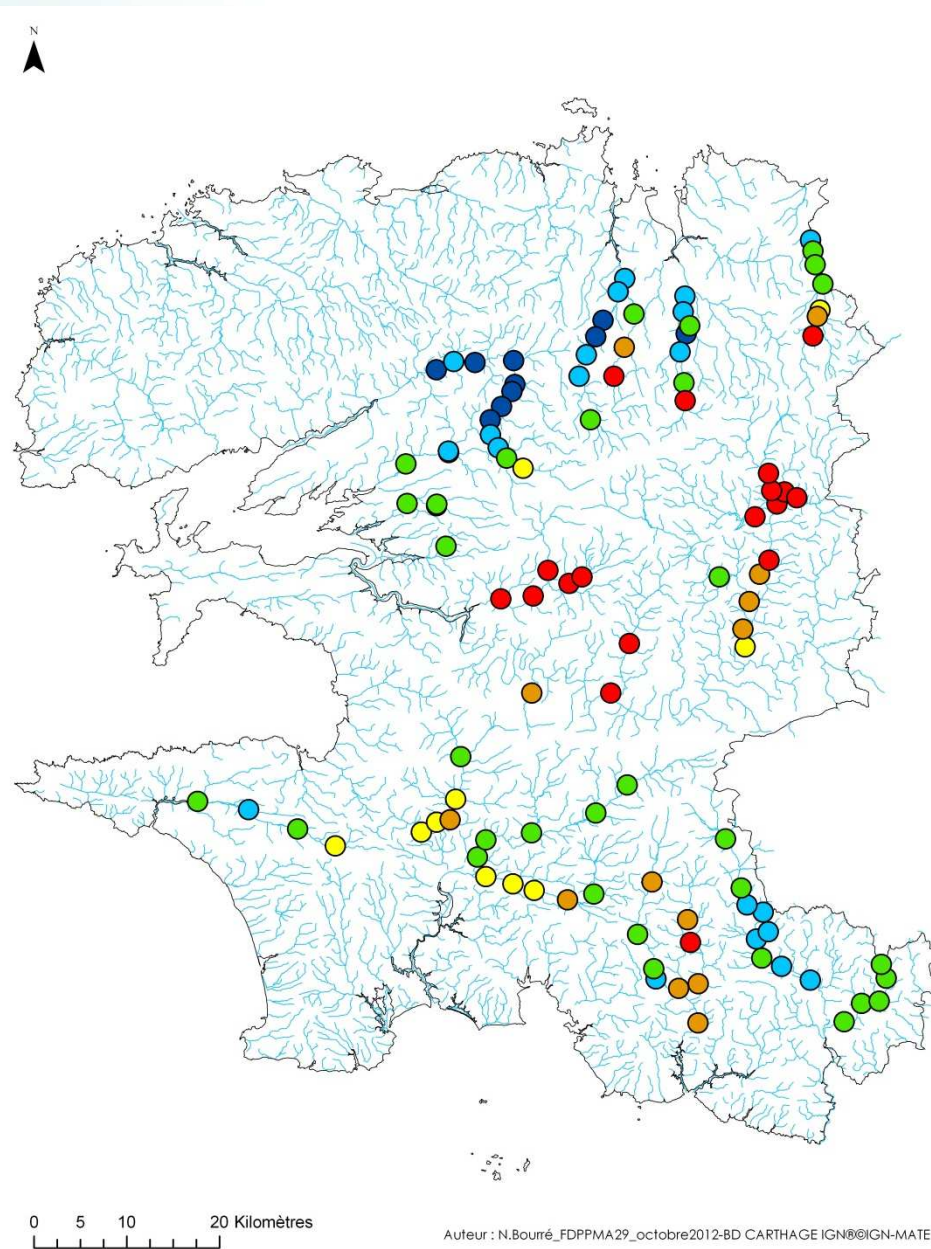 N
0 5 10 20 Kilomètres
Auteur : N.Bourré_FDPPMA29_octobre2012-BD CARTHAGE IGN®©IGN-MATE